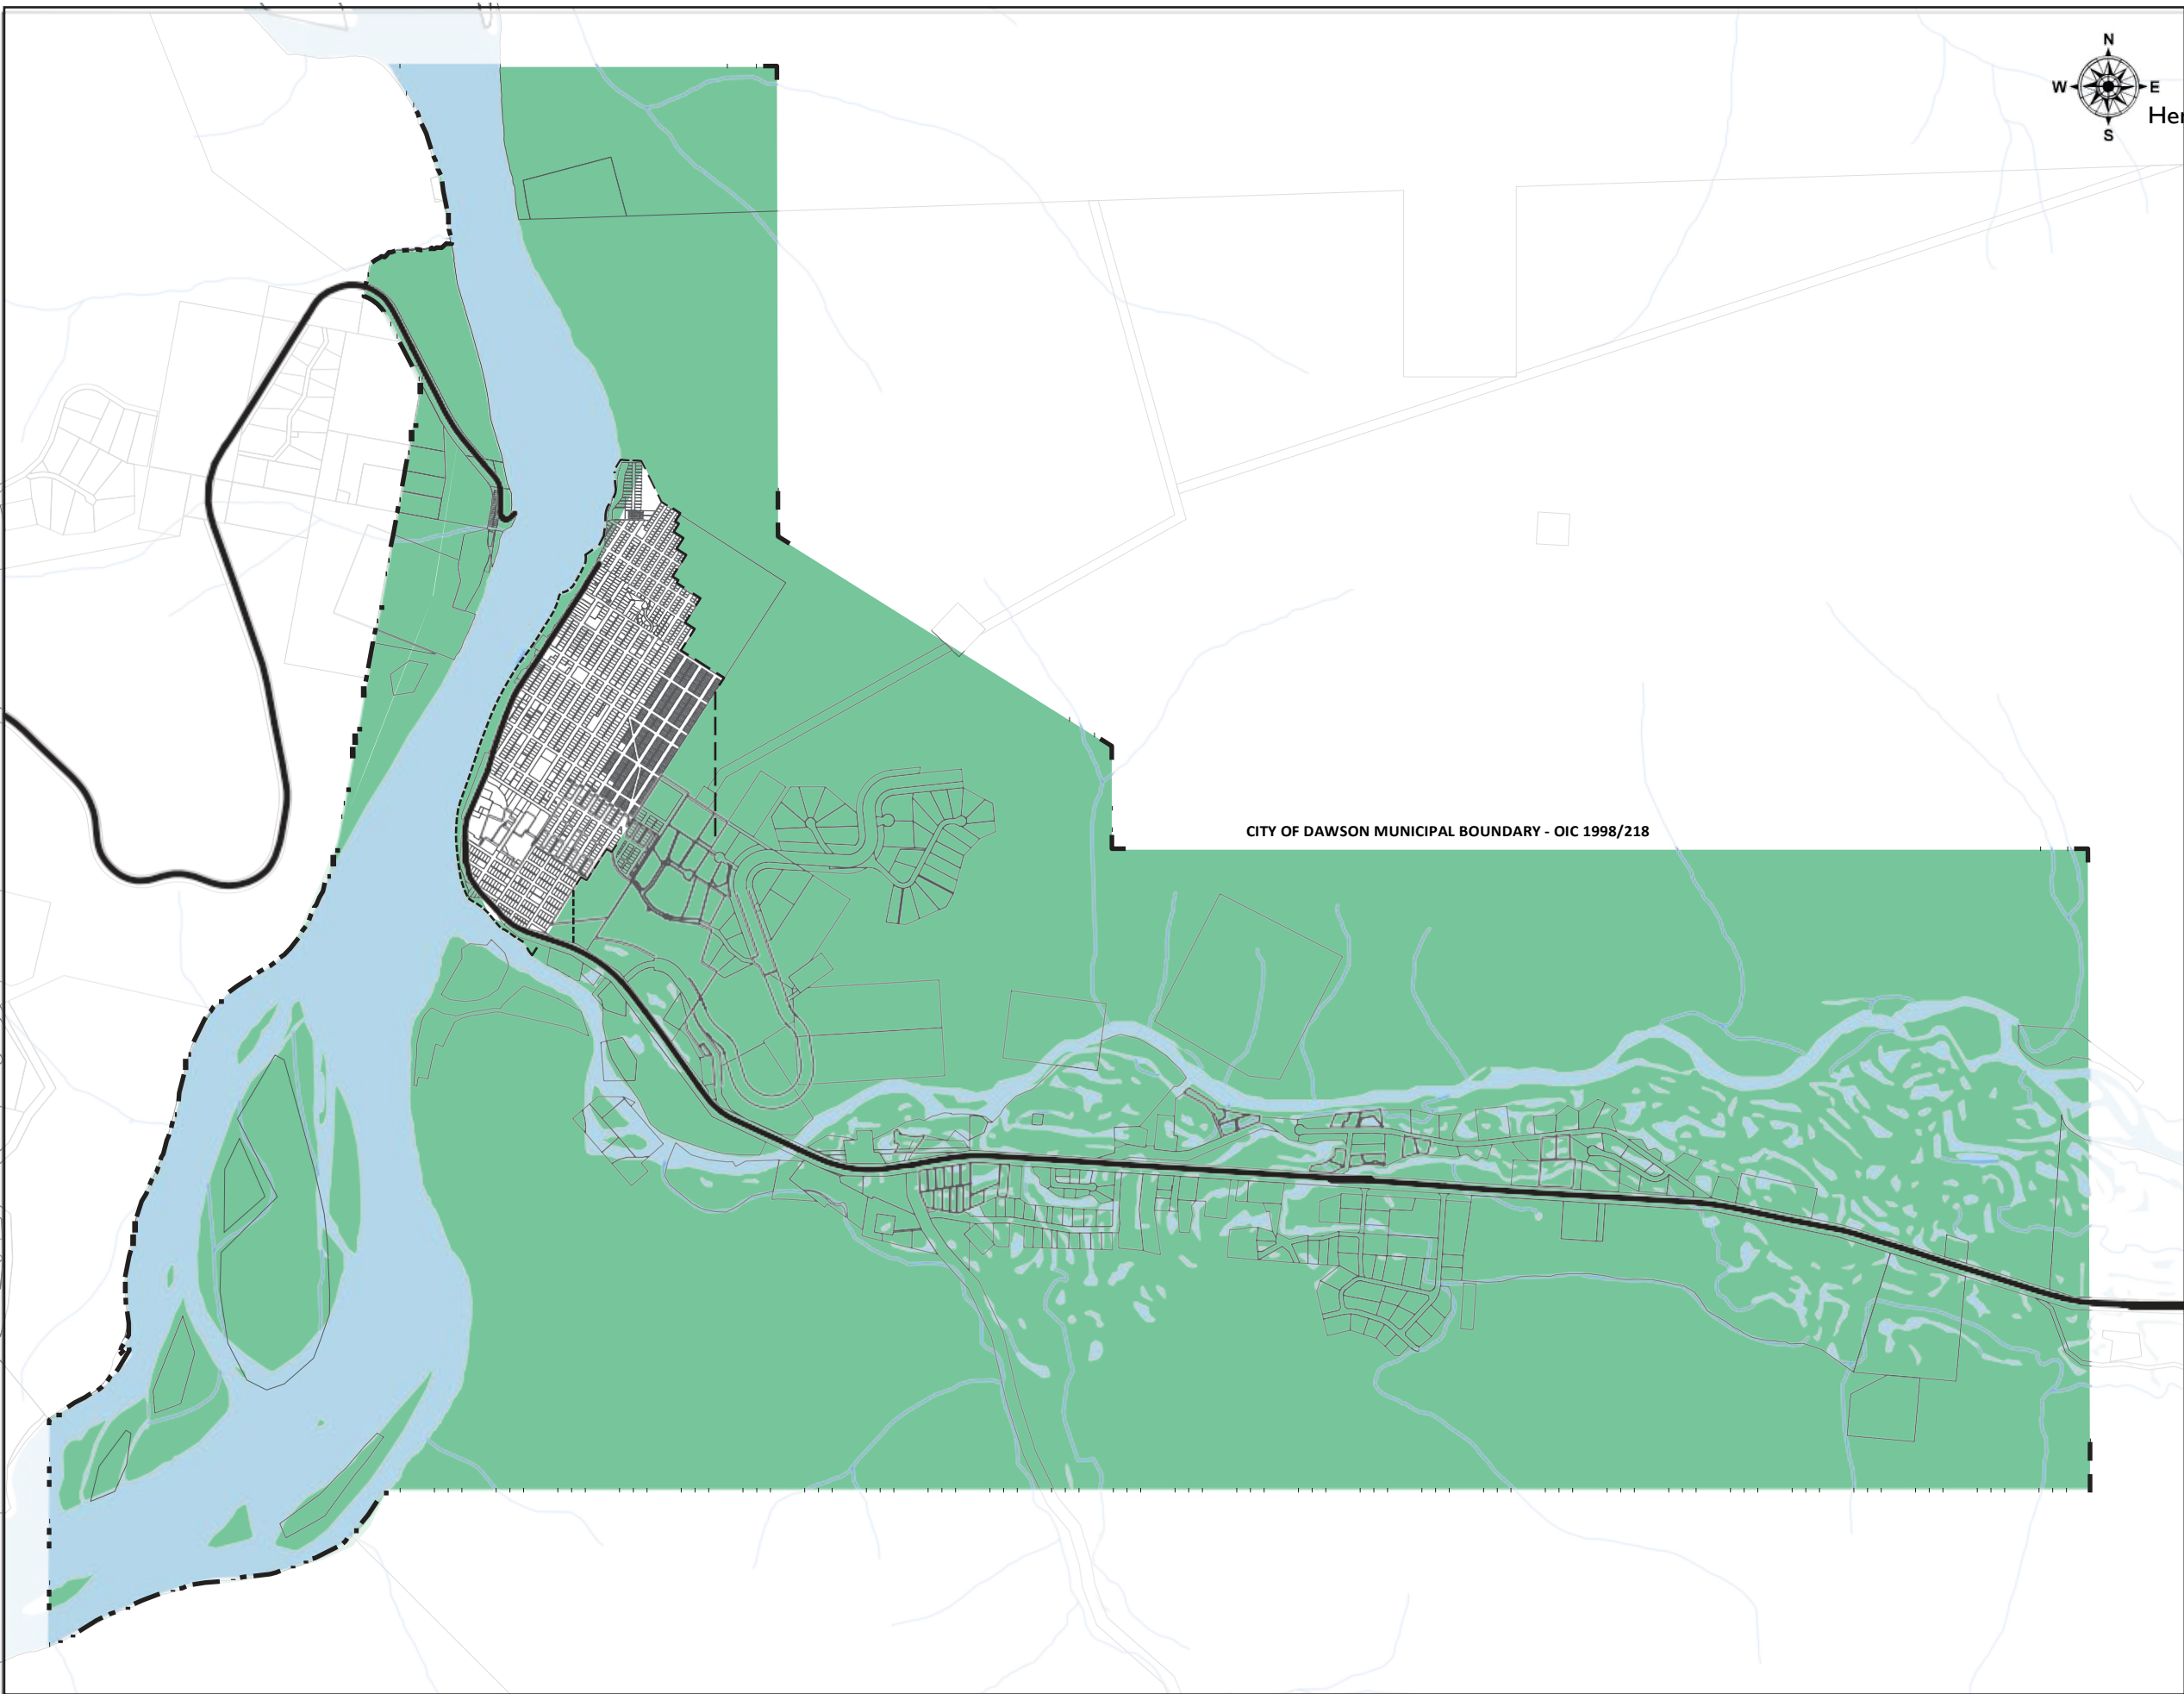 N
W E
Her
S
CITY OF DAWSON MUNICIPAL BOUNDARY - OIC 1998/218